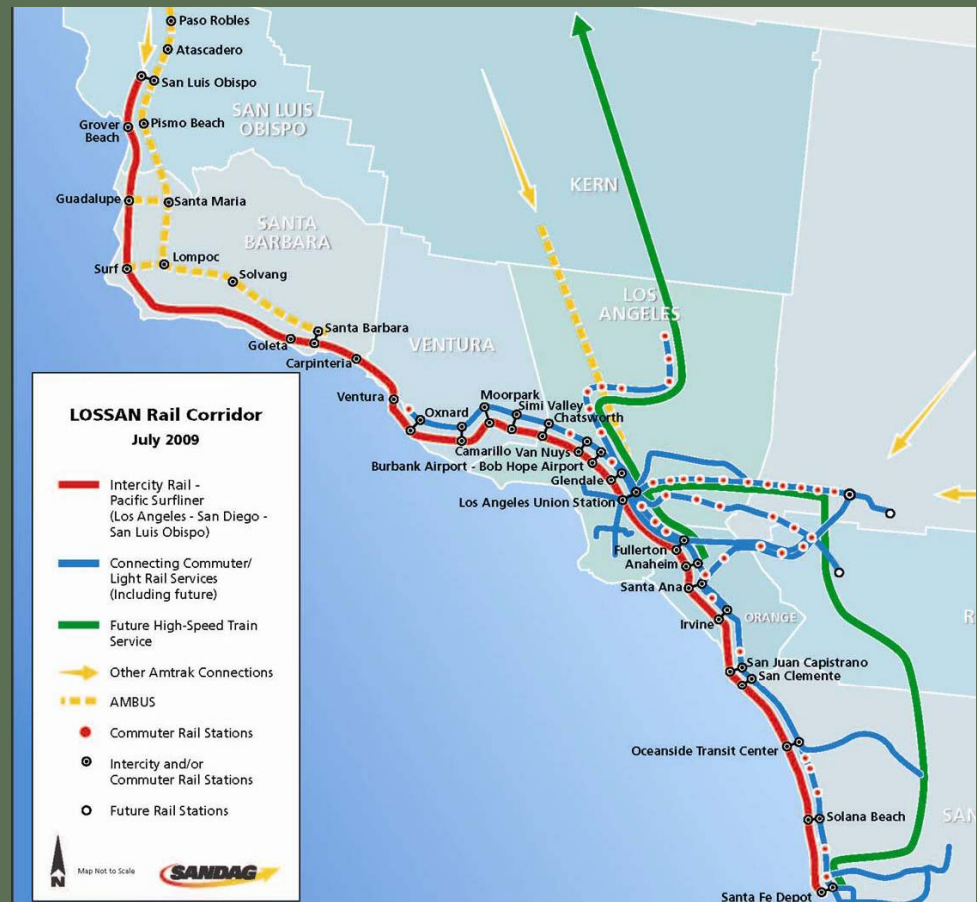 Paso Robles
Atascadero
San Luis Obispo
SAN LUIS
OBISPO
Pismo Beach
Grover
Beach
KERN
Guadalupe
Santa Maria
SANTA
BARBARA
Lompoc
Surf
Solvang
LOS
ANGELES
Santa Barbara
Goleta
VENTURA
Carpinteria
Ventura
Moorpark
Oxnard
Simi Valley
Chatsworth
Camarillo
Van Nuys
Burbank Airport - Bob Hope Airport
Glendale
Los Angeles Union Station
Fullerton
Anaheim
Santa Ana
Irvine
ORANGE
R
San Juan Capistrano
San Clemente
Oceanside Transit Center
Solana Beach
SAN
Santa Fe Depot
LOSSAN Rail Corridor
July 2009
Intercity Rail -
Pacific Surfliner
(Los Angeles - San Diego -
San Luis Obispo)
Connecting Commuter/
Light Rail Services
(Including future)
Future High-Speed Train
Service
Other Amtrak Connections
AMBUS
Commuter Rail Stations
Intercity and/or
Commuter Rail Stations
Future Rail Stations
N
Map Not to Scale
SANDAG